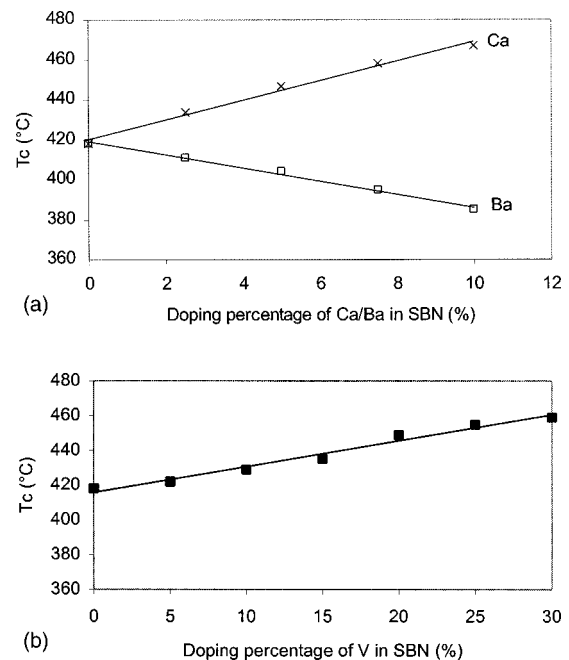 480
460
440
420
400
380
360
Tc (°C)
Ca
Ba
0 2 4 6 8 10 12
(a)
Doping percentage of Ca/Ba in SBN (%)
480
460
440
420
400
380
360
Tc (°C)
0 5 10 15 20 25 30
(b)
Doping percentage of V in SBN (%)